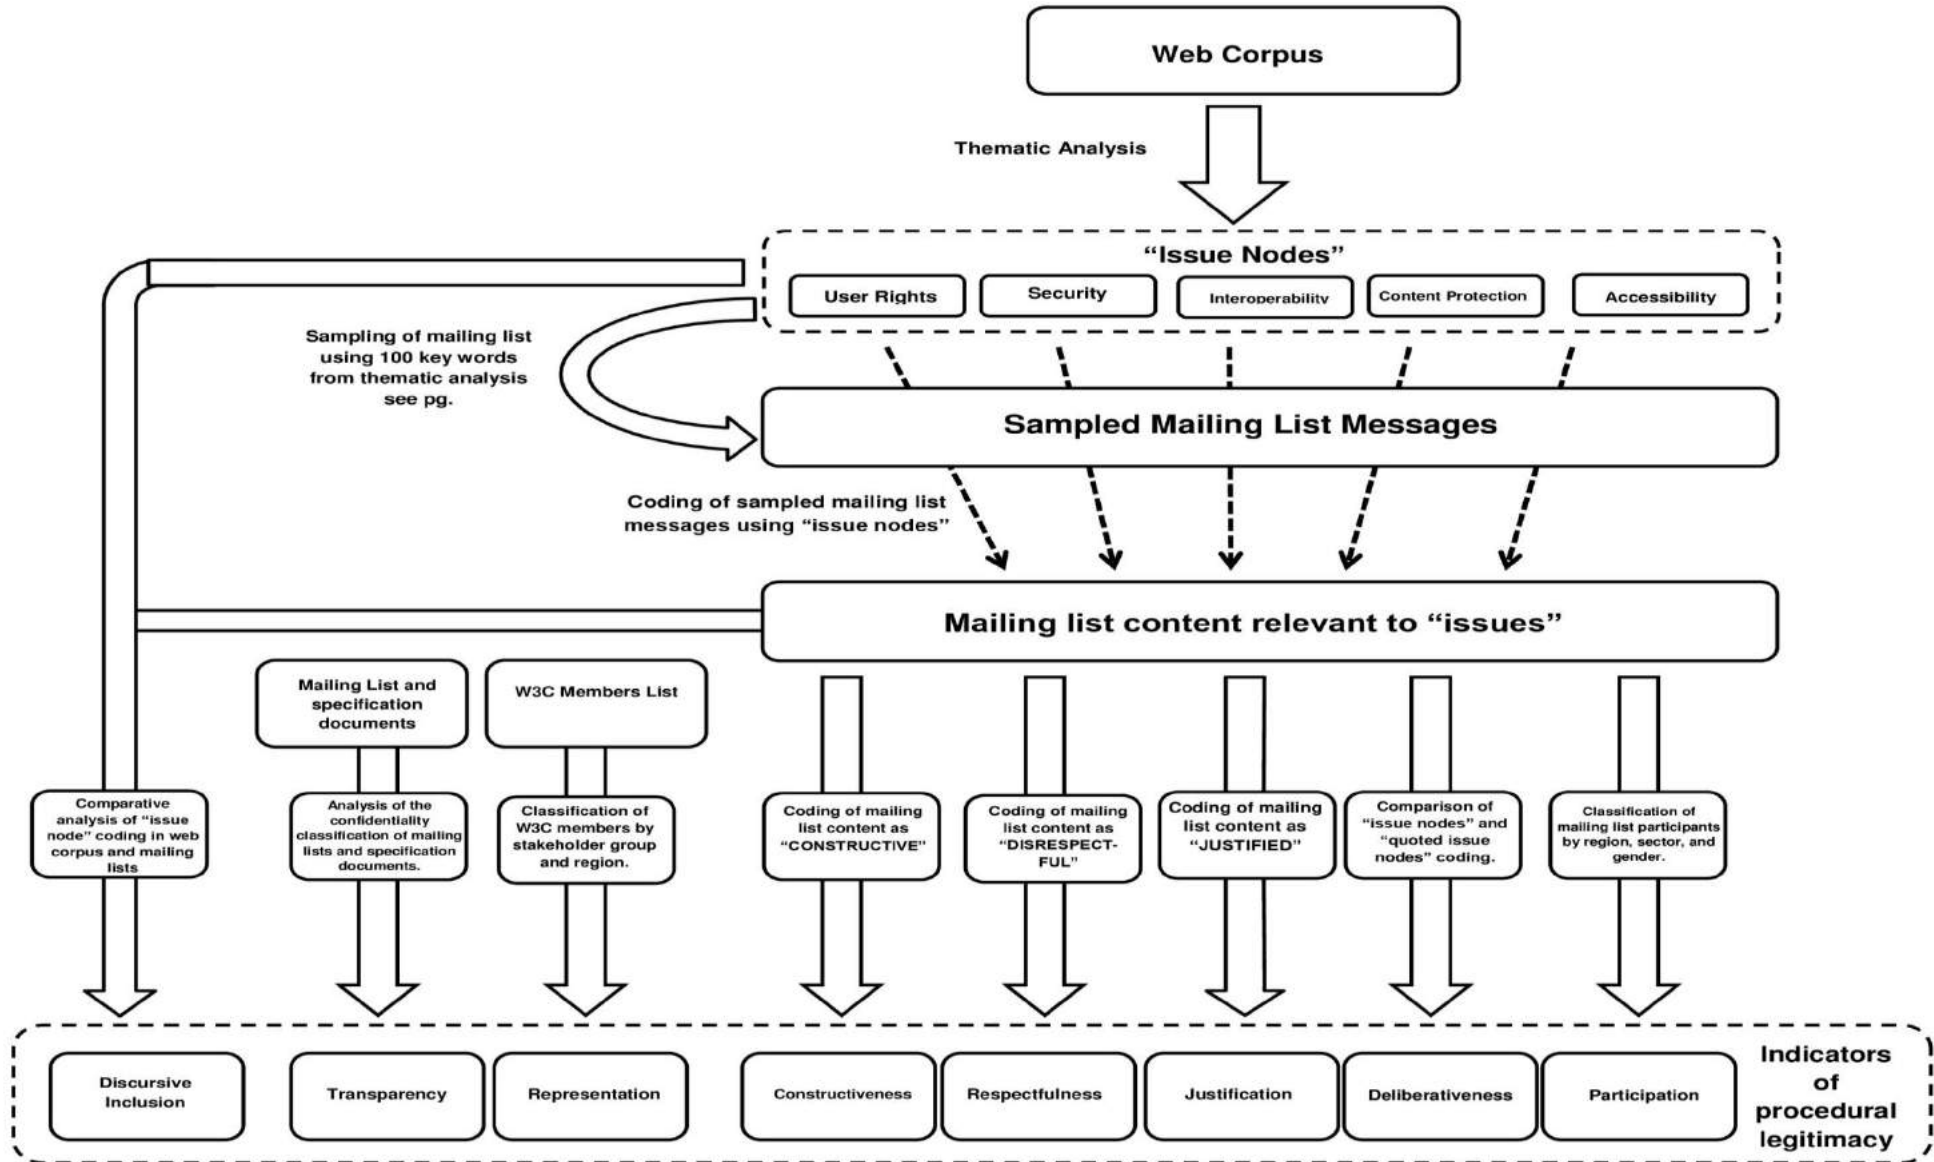 Web Corpus
Thematic Analysis
“Issue Nodes”
User Rights
Security
Interoperability
Content Protection
Accessibility
Sampling of mailing list
using 100 key words
from thematic analysis
see pg.
Sampled Mailing List Messages
Coding of sampled mailing list
messages using “issue nodes”
Mailing list content relevant to “issues”
Mailing List and
specification
documents
W3C Members List
Comparative
analysis of “issue
node” coding in web
corpus and mailing
lists
Analysis of the
confidentiality
classification of mailing
lists and specification
documents.
Classification of
W3C members by
stakeholder group
and region.
Coding of mailing
list content as
“CONSTRUCTIVE”
Coding of mailing
list content as
“DISRESPECT-
FUL”
Coding of mailing
list content as
“JUSTIFIED”
Comparison of
“issue nodes” and
“quoted issue
nodes” coding.
Classification of
mailing list participants
by region, sector, and
gender.
Discursive
Inclusion
Transparency
Representation
Constructiveness
Respectfulness
Justification
Deliberativeness
Participation
Indicators
of
procedural
legitimacy